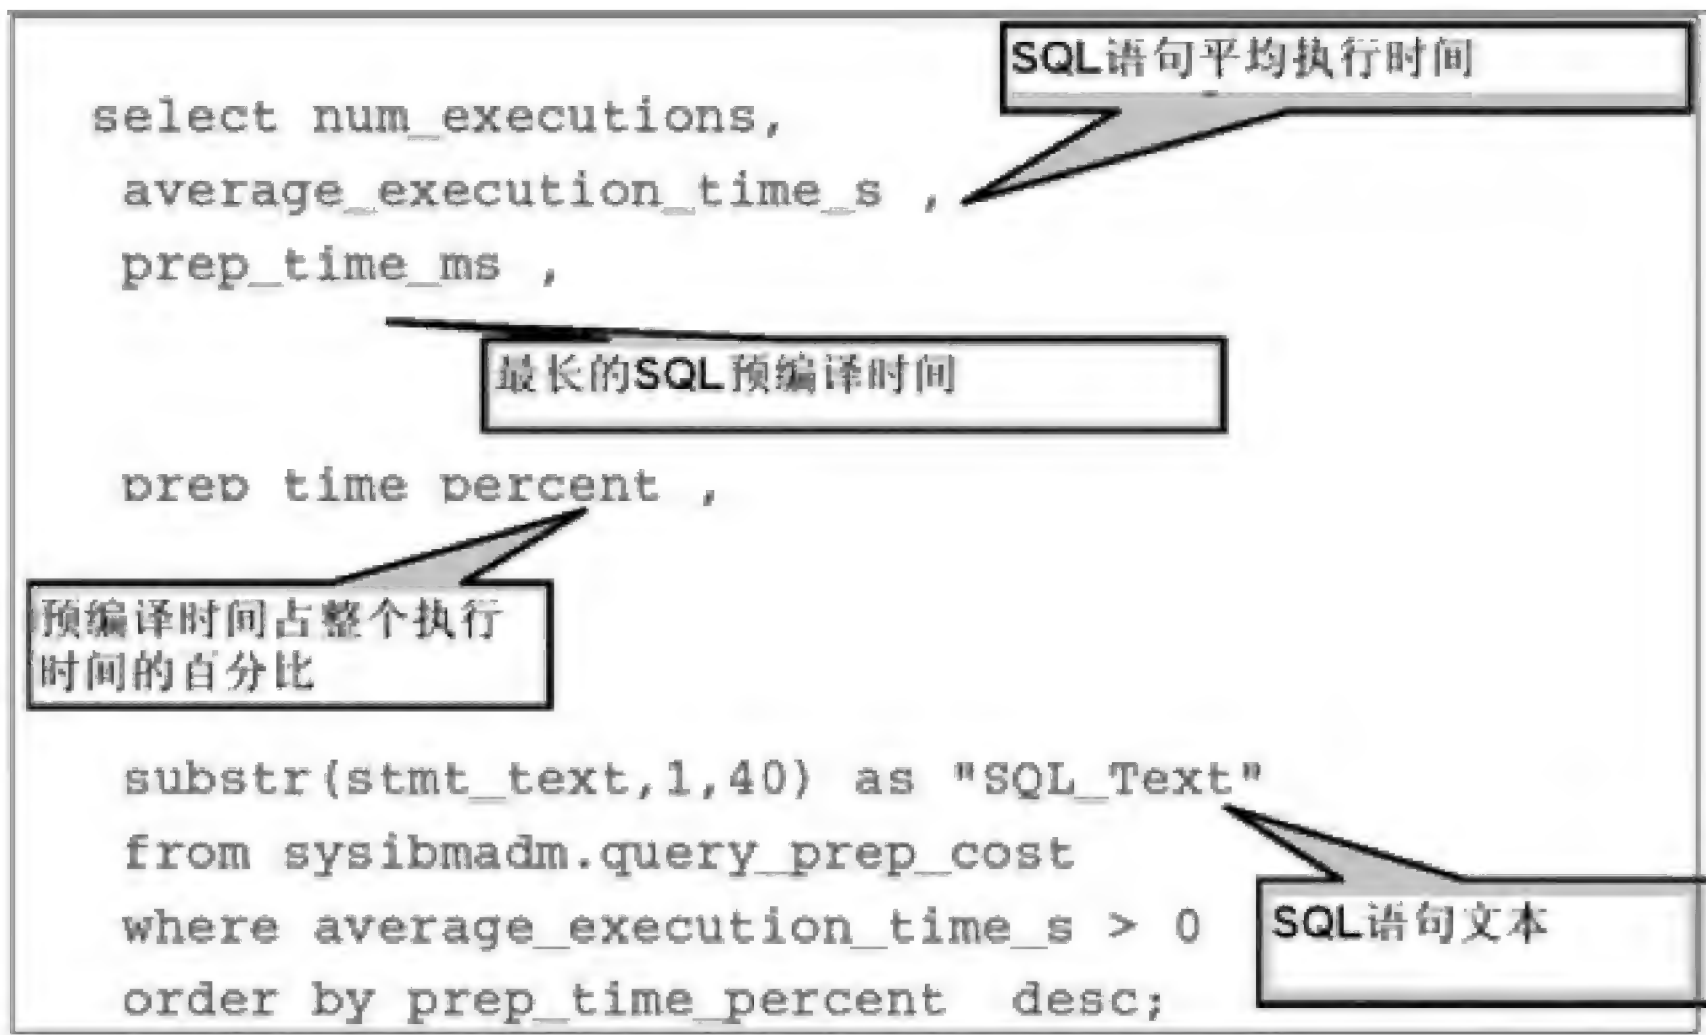 SQL语句平均执行时间
select num_executions,
average_execution_time_s ,
prep_time_ms ,
最长的SQL预编译时间
prep time percent ,
预编译时间占整个执行
时间的百分比
substr(stmt_text,1,40) as "SQL_Text"
from sysibmadm.query_prep_cost
where average_execution_time_s > 0
SQL语句文本
order by prep_time_percent desc;